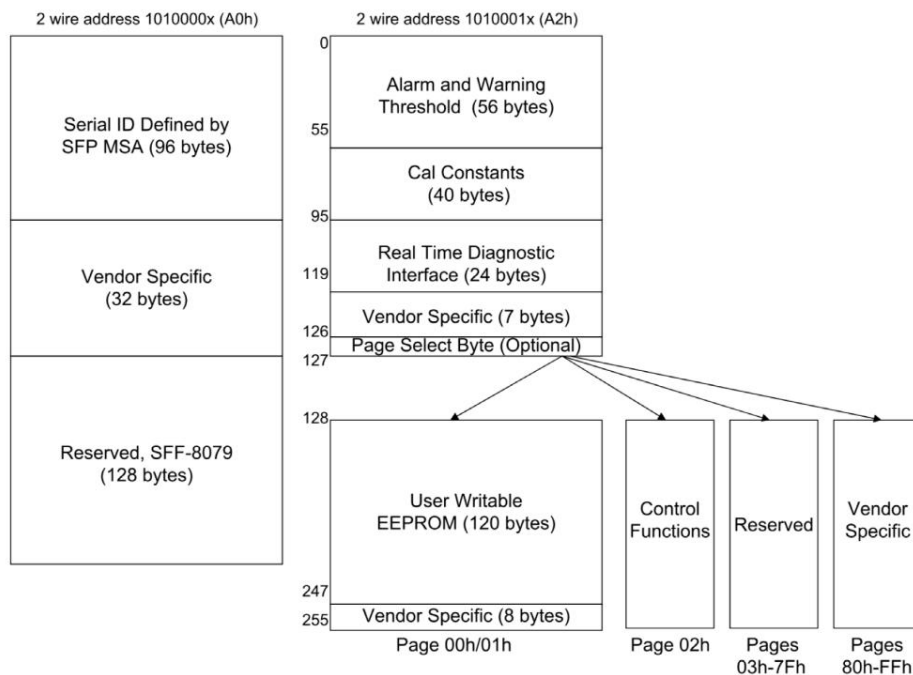 2 wire address 1010000x (A0h)
Serial ID Defined by
SFP MSA (96 bytes)
Vendor Specific
(32 bytes)
Reserved, SFF-8079
(128 bytes)
2 wire address 1010001x (A2h)
0
Alarm and Warning
Threshold (56 bytes)
55
Cal Constants
(40 bytes)
95
Real Time Diagnostic
Interface (24 bytes)
119
Vendor Specific (7 bytes)
126
Page Select Byte (Optional)
127
128
User Writable
EEPROM (120 bytes)
247
Vendor Specific (8 bytes)
255
Page 00h/01h
Control
Functions
Page 02h
Reserved
Pages
03h-7Fh
Vendor
Specific
Pages
80h-FFh